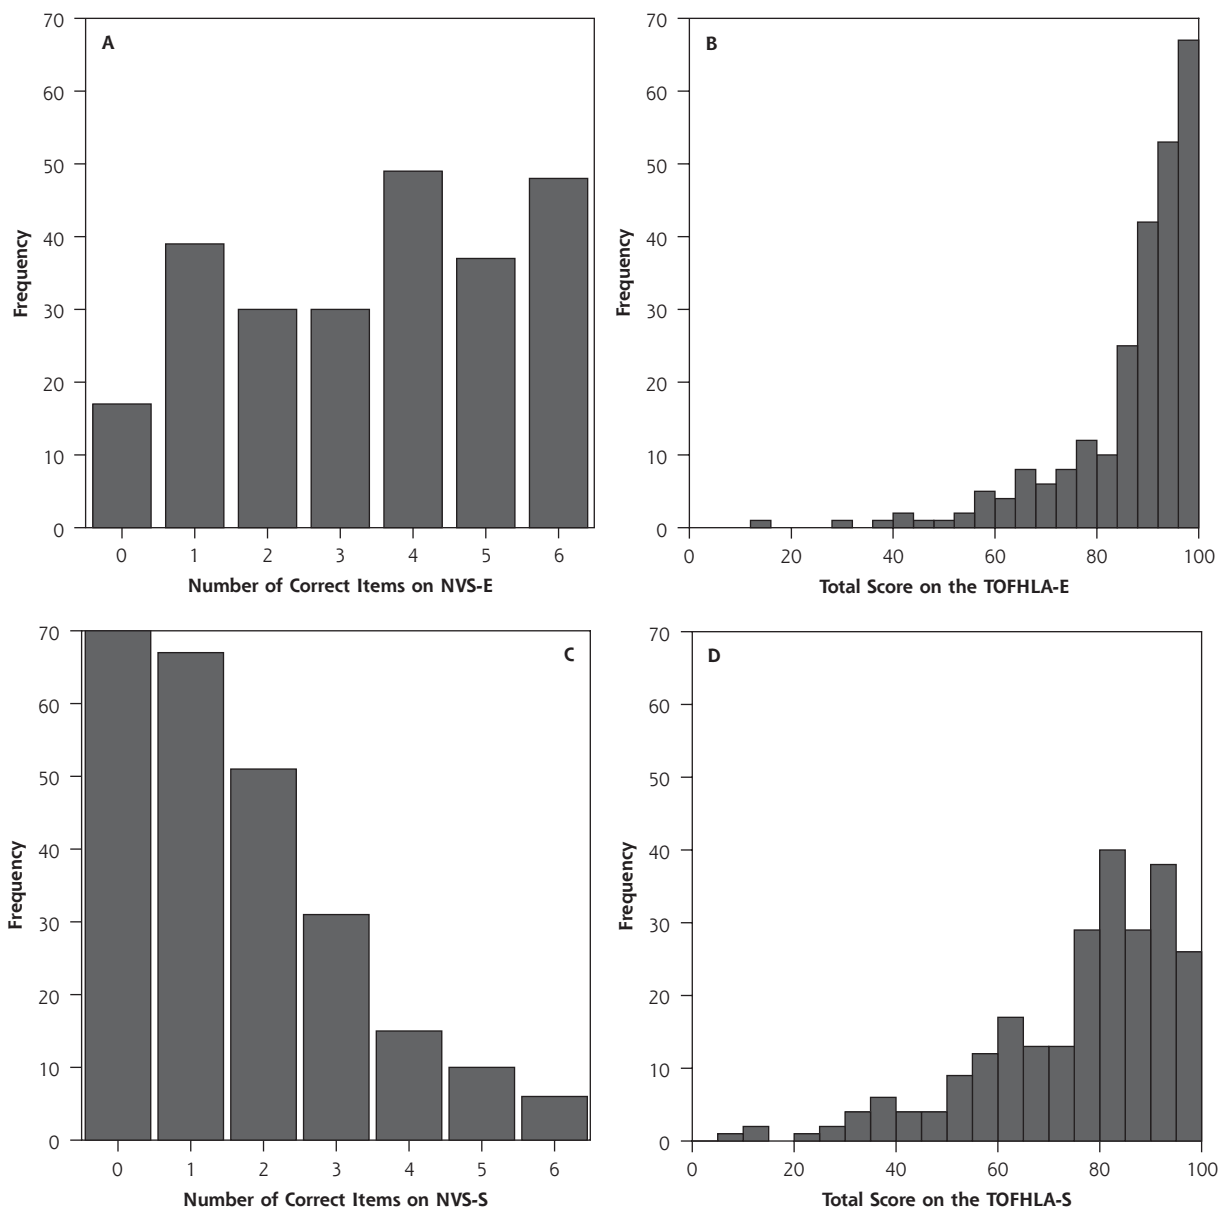 A
70
60
50
40
30
20
10
0
Frequency
0 1 2 3 4 5 6
Number of Correct Items on NVS-E
B
70
60
50
40
30
20
10
0
Frequency
0 20 40 60 80 100
Total Score on the TOFHLA-E
C
70
60
50
40
30
20
10
0
Frequency
0 1 2 3 4 5 6
Number of Correct Items on NVS-S
D
70
60
50
40
30
20
10
0
Frequency
0 20 40 60 80 100
Total Score on the TOFHLA-S